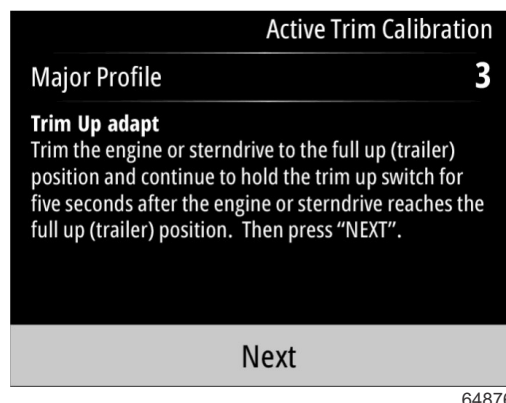 Active Trim Calibration
Major Profile 3
Trim Up adapt
Trim the engine or sterndrive to the full up (trailer)
position and continue to hold the trim up switch for
five seconds after the engine or sterndrive reaches the
full up (trailer) position.  Then press “NEXT”.
Next
64876